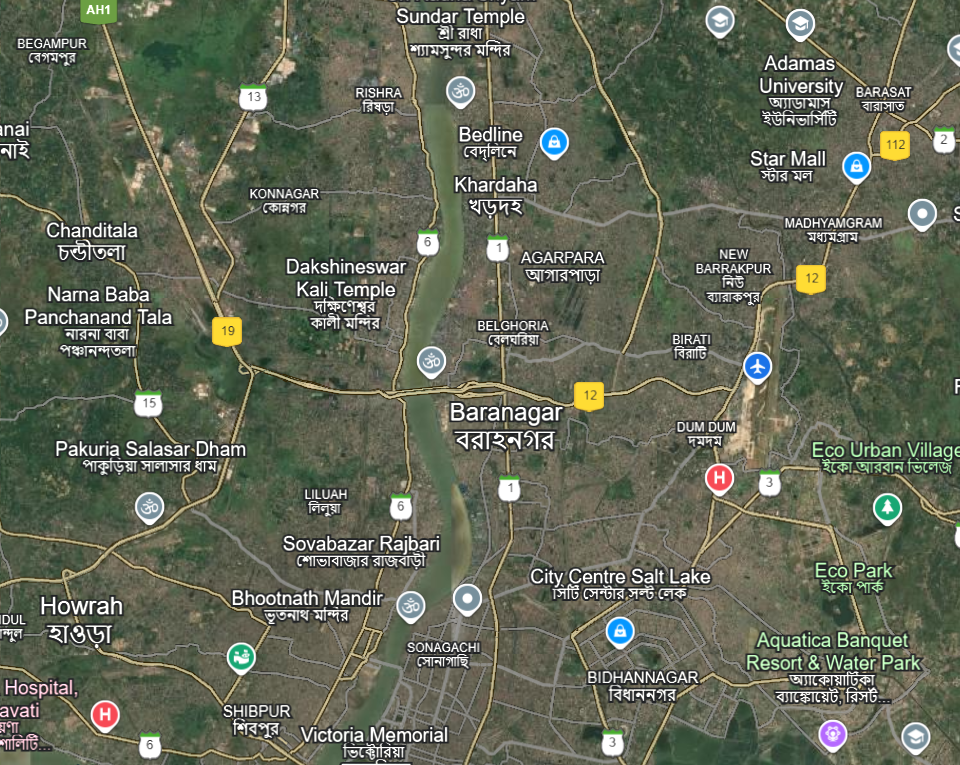 AH1
Sundar Temple
শ্রী রাধা
শ্যামসুন্দর মন্দির
BEGAMPUR
বেগমপুর
13
RISHRA
রিষড়া
Adamas
University
অ্যাডামাস
ইউনিভার্সিটি
BARASAT
বারাসাত
Bedline
বেদ্‌লিনে
112
2
Star Mall
স্টার মল
Khardaha
খড়দহ
KONNAGAR
কোন্নগর
MADHYAMGRAM
মধ্যমগ্রাম
Chanditala
চণ্ডীতলা
6
1
AGARPARA
আগারপাড়া
NEW
BARRAKPUR
নিউ
ব্যারাকপুর
12
Dakshineswar
Kali Temple
দক্ষিণেশ্বর
কালী মন্দির
Narna Baba
Panchanand Tala
নারনা বাবা
পঞ্চানন্দতলা
19
BELGHORIA
বেলঘরিয়া
BIRATI
বিরাটি
15
12
Baranagar
বরাহনগর
DUM DUM
দমদম
Pakuria Salasar Dham
পাকুড়িয়া সালাসার ধাম
Eco Urban Village
ইকো আরবান ভিলেজ
H
3
LILUAH
লিলুয়া
6
1
Sovabazar Rajbari
শোভাবাজার রাজবাড়ী
City Centre Salt Lake
সিটি সেন্টার সল্ট লেক
Eco Park
ইকো পার্ক
Howrah
হাওড়া
Bhootnath Mandir
ভূতনাথ মন্দির
SONAGACHI
সোনাগাছি
Aquatica Banquet
Resort & Water Park
অ্যাকোয়াটিকা
ব্যাঙ্কোয়েট, রিসর্ট...
BIDHANNAGAR
বিধাননগর
Hospital,
H
SHIBPUR
শিবপুর
6
Victoria Memorial
ভিক্টোরিয়া
3